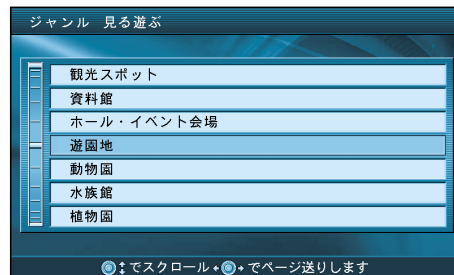 ジャンル 見る遊ぶ
観光スポット
資料館
ホール・イベント会場
遊園地
動物園
水族館
植物園
でスクロール でページ送りします